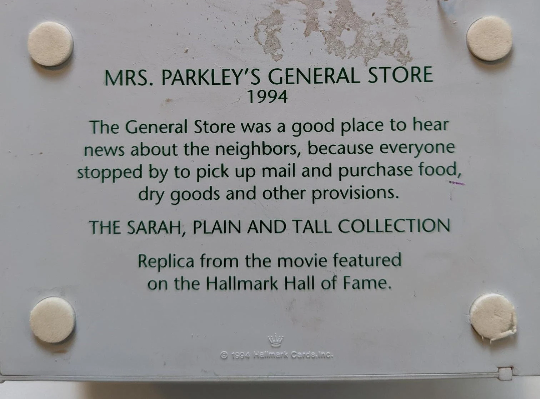 MRS. PARKLEY'S GENERAL STORE
1994
The General Store was a good place to hear
news about the neighbors, because everyone
stopped by to pick up mail and purchase food,
dry goods and other provisions.
THE SARAH, PLAIN AND TALL COLLECTION
Replica from the movie featured
on the Hallmark Hall of Fame.
© 1994 Hallmark Cards, Inc.